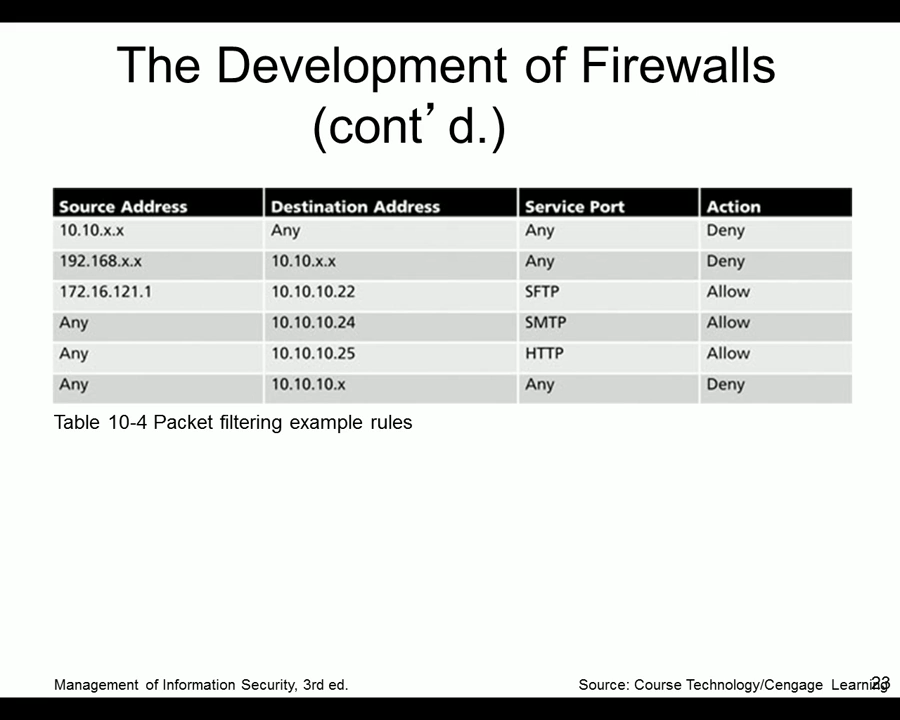 The Development of Firewalls
(cont’d.)
Source Address Destination Address Service Port Action
10.10.x.x Any Any Deny
192.168.x.x 10.10.x.x Any Deny
172.16.121.1 10.10.10.22 SFTP Allow
Any 10.10.10.24 SMTP Allow
Any 10.10.10.25 HTTP Allow
Any 10.10.10.x Any Deny
Table 10-4 Packet filtering example rules
Management of Information Security, 3rd ed. Source: Course Technology/Cengage Learning 23